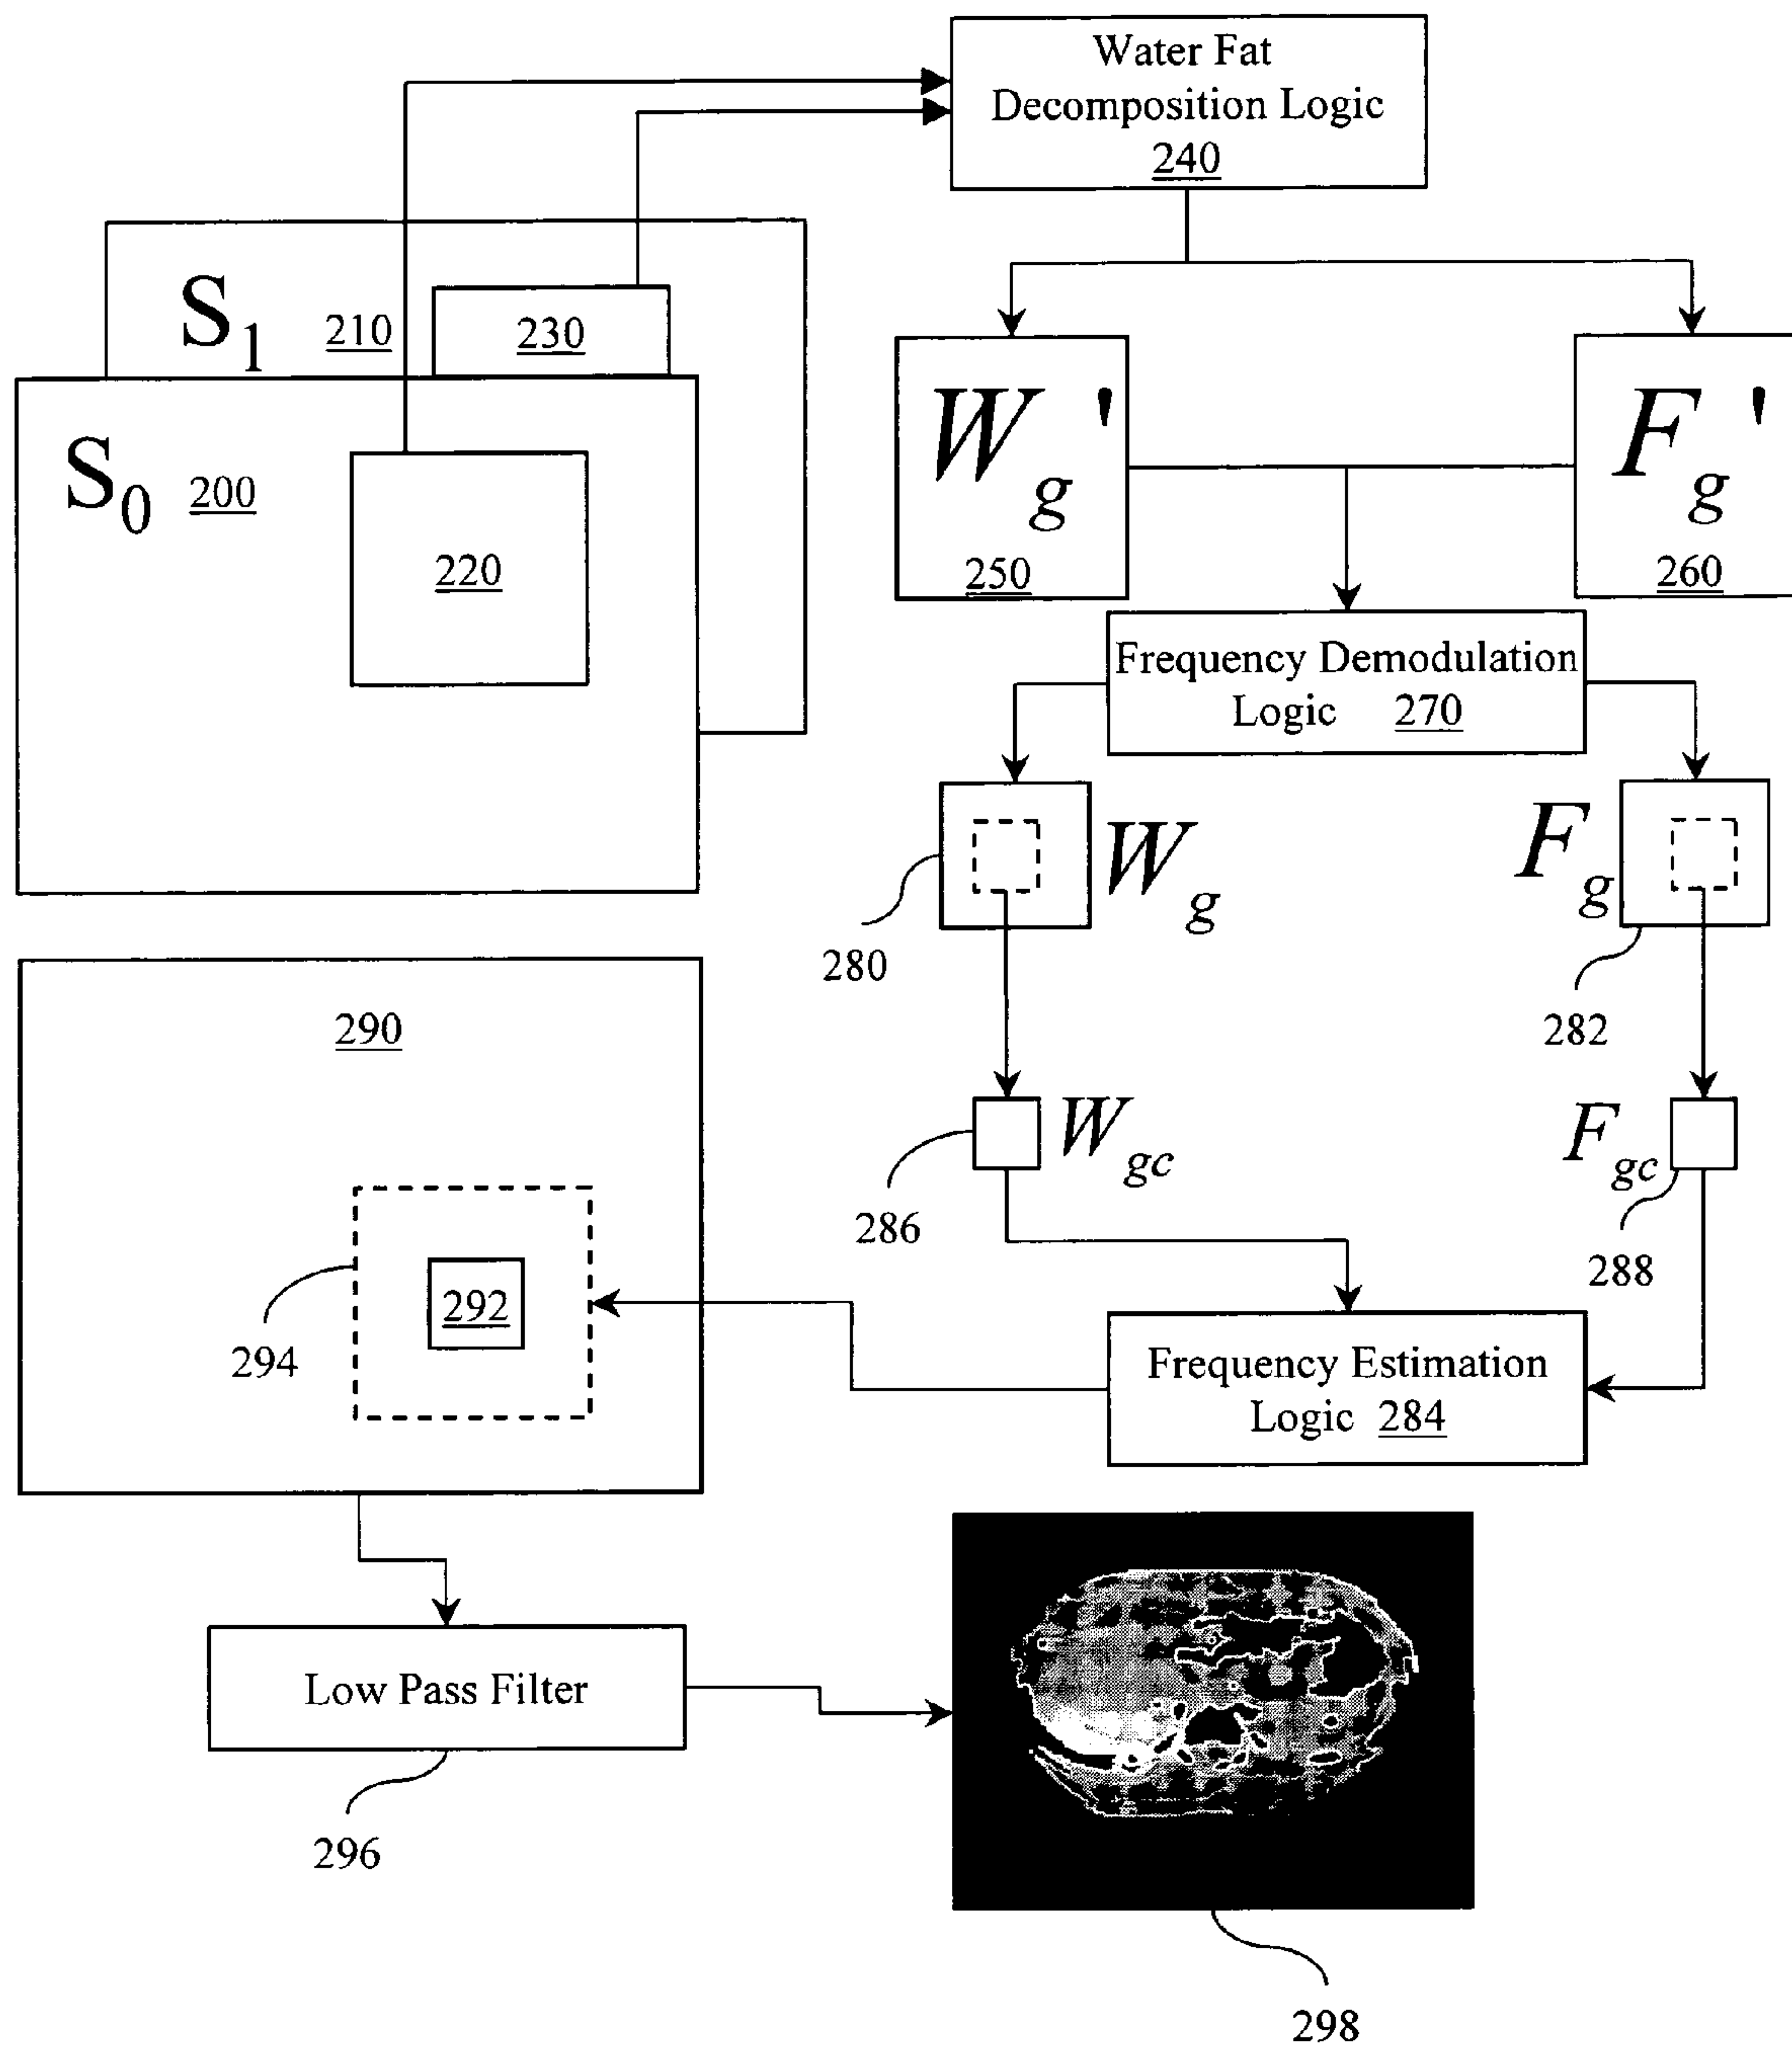 Water Fat
Decomposition Logic
240
S1
210
230
S0
200
220
Wg'
250
Fg'
260
Frequency Demodulation
Logic 270
Wg
280
Fg
282
290
Wgc
286
Fgc
288
292
294
Frequency Estimation
Logic 284
Low Pass Filter
296
298